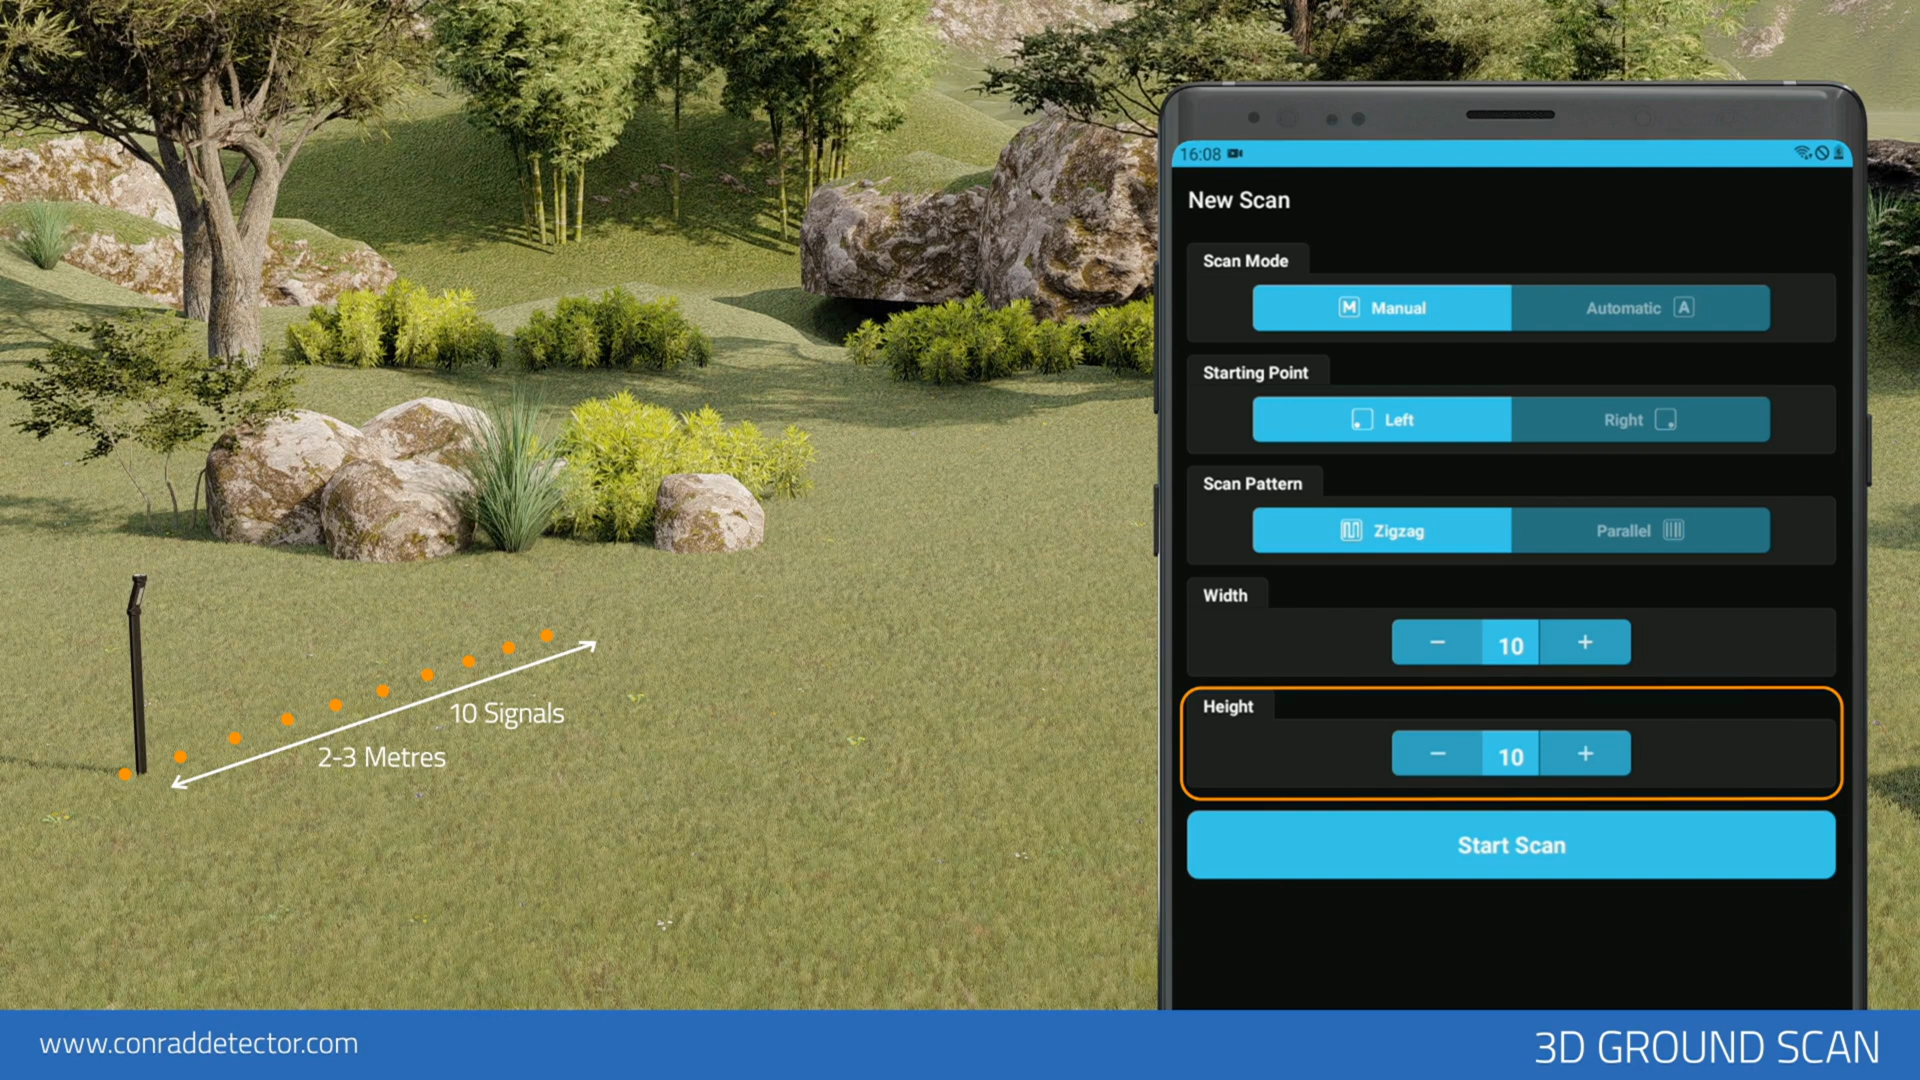 16:08
New Scan
Scan Mode
M Manual
Automatic A
Starting Point
Left
Right
Scan Pattern
Zigzag
Parallel
Width
− 10 +
Height
− 10 +
Start Scan
10 Signals
2-3 Metres
www.conraddetector.com
3D GROUND SCAN